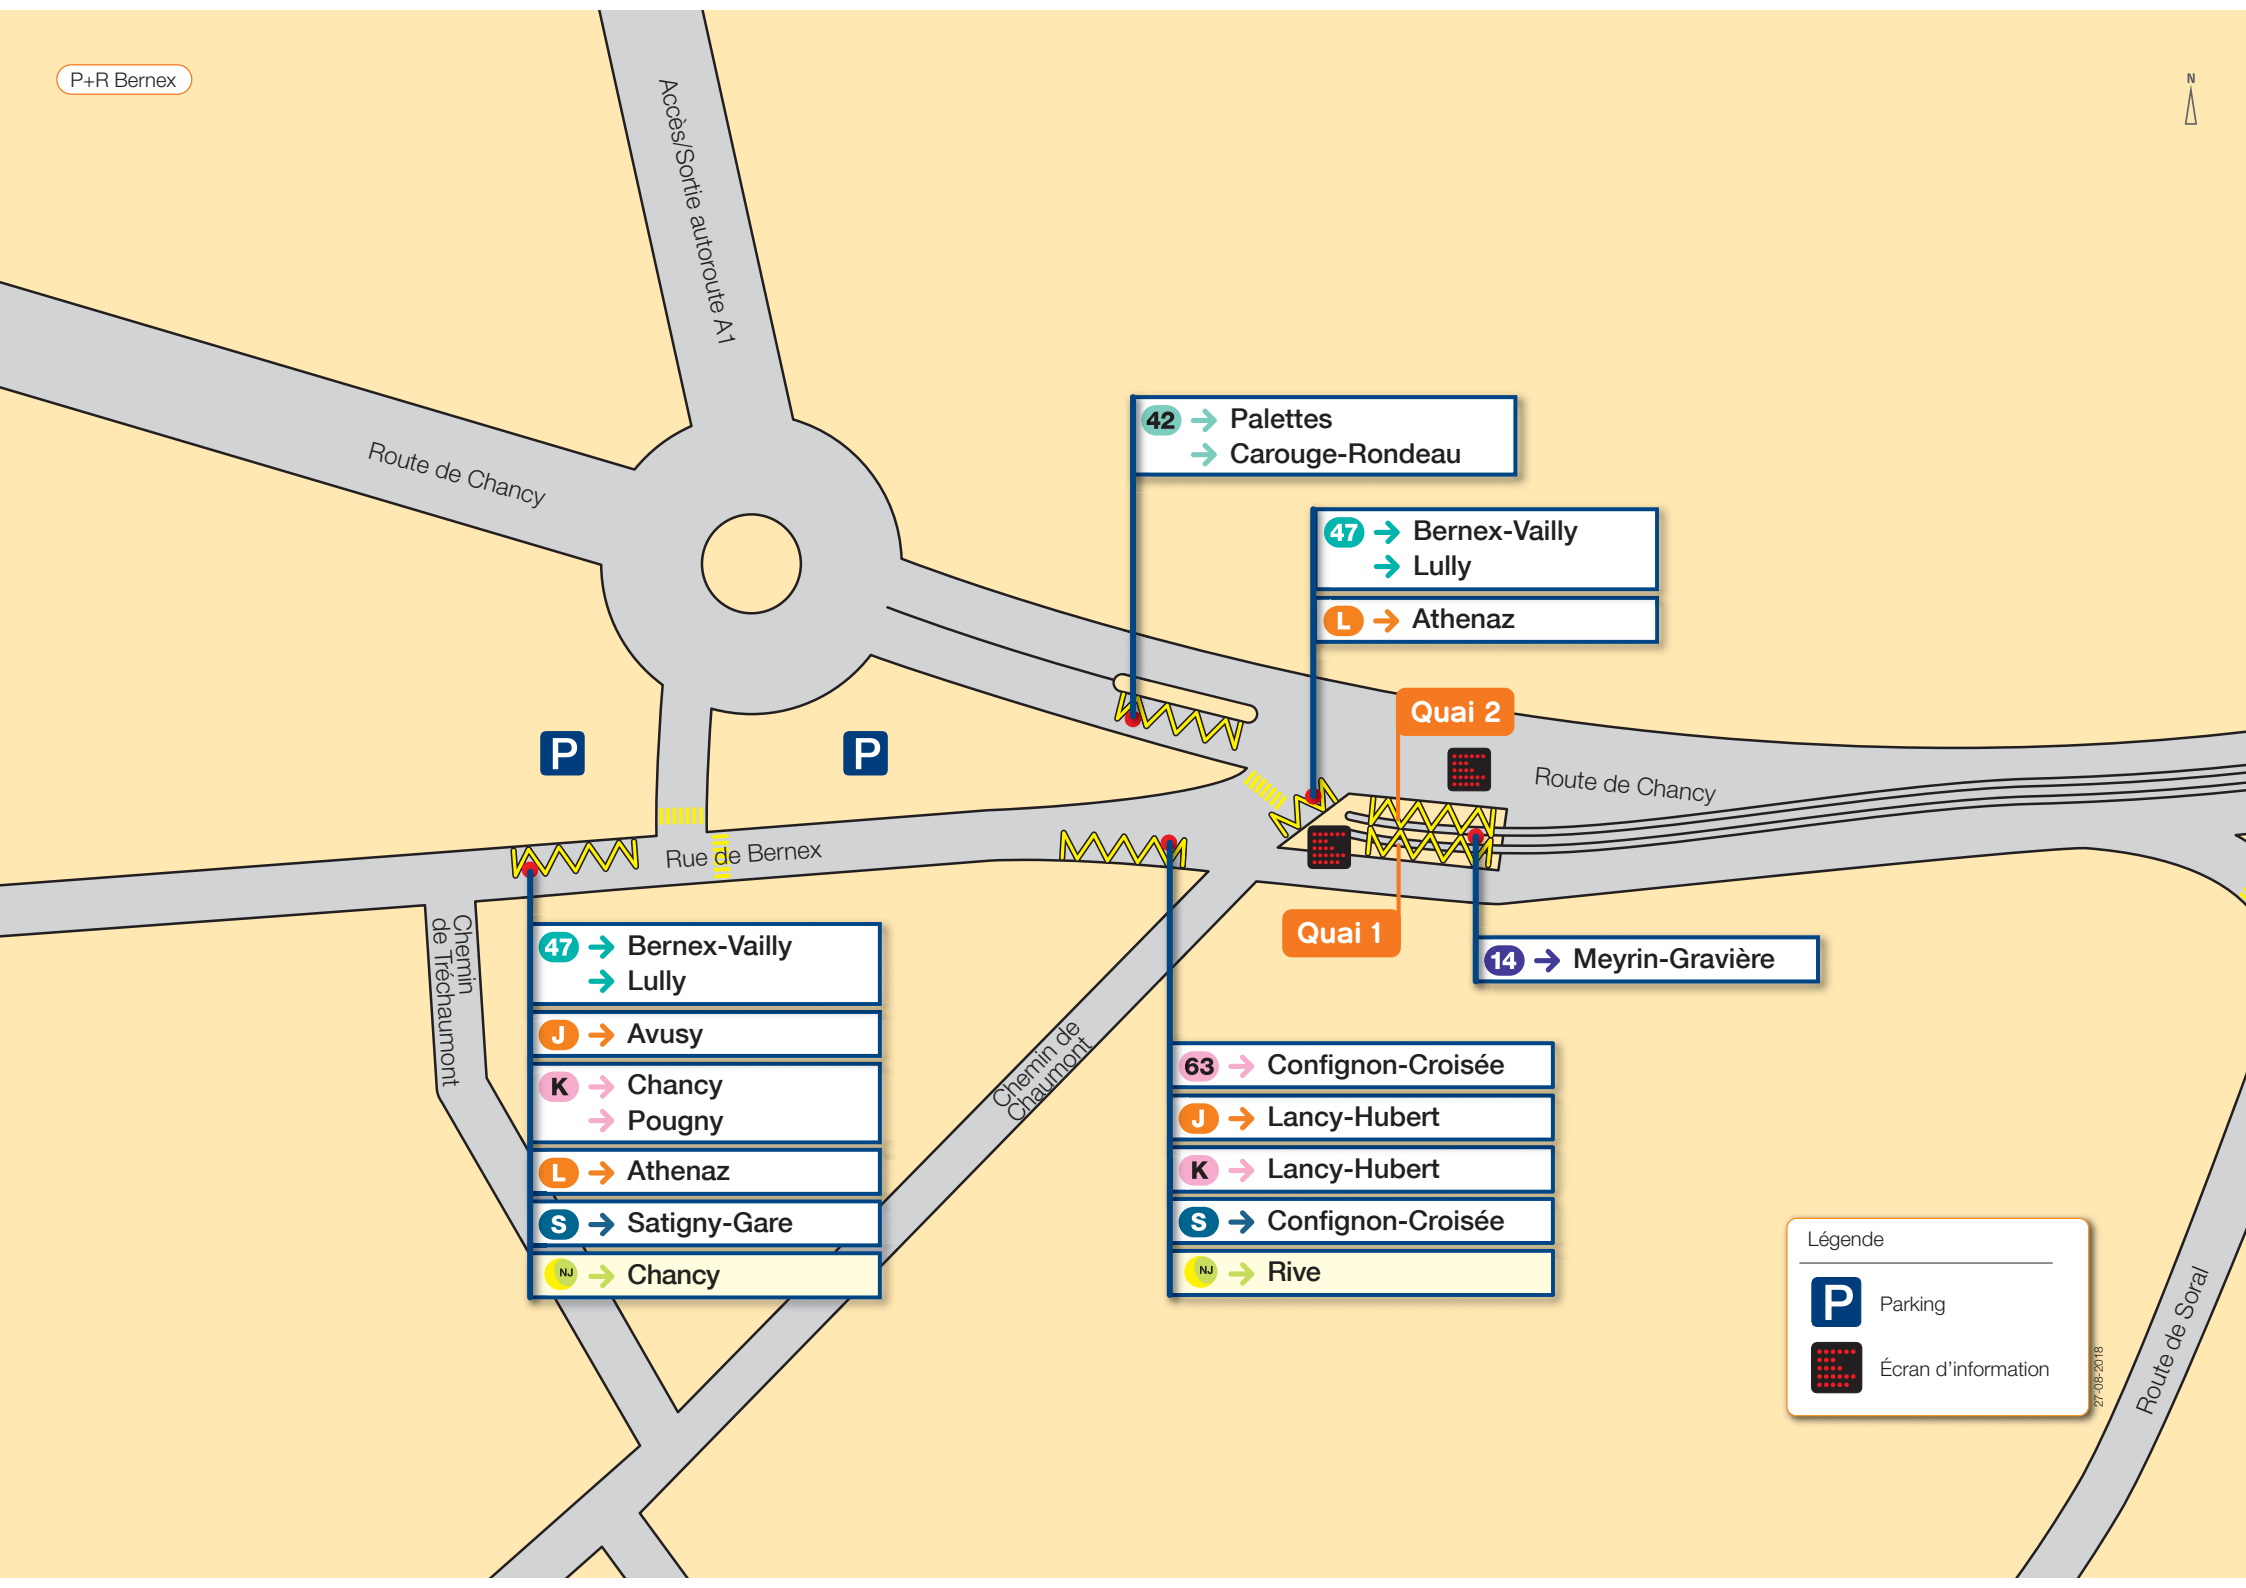 P+R Bernex
N
Accès/Sortie autoroute A1
Route de Chancy
42 Palettes
Carouge-Rondeau
47 Bernex-Vailly
Lully
L Athenaz
Quai 2
P
P
Route de Chancy
Rue de Bernex
Quai 1
14 Meyrin-Gravière
Chemin
de Tréchaumont
47 Bernex-Vailly
Lully
J Avusy
K Chancy
Pougny
L Athenaz
S Satigny-Gare
NJ Chancy
Chemin de
Chaumont
63 Confignon-Croisée
J Lancy-Hubert
K Lancy-Hubert
S Confignon-Croisée
NJ Rive
Légende
P Parking
Écran d'information
27-08-2018
Route de Soral